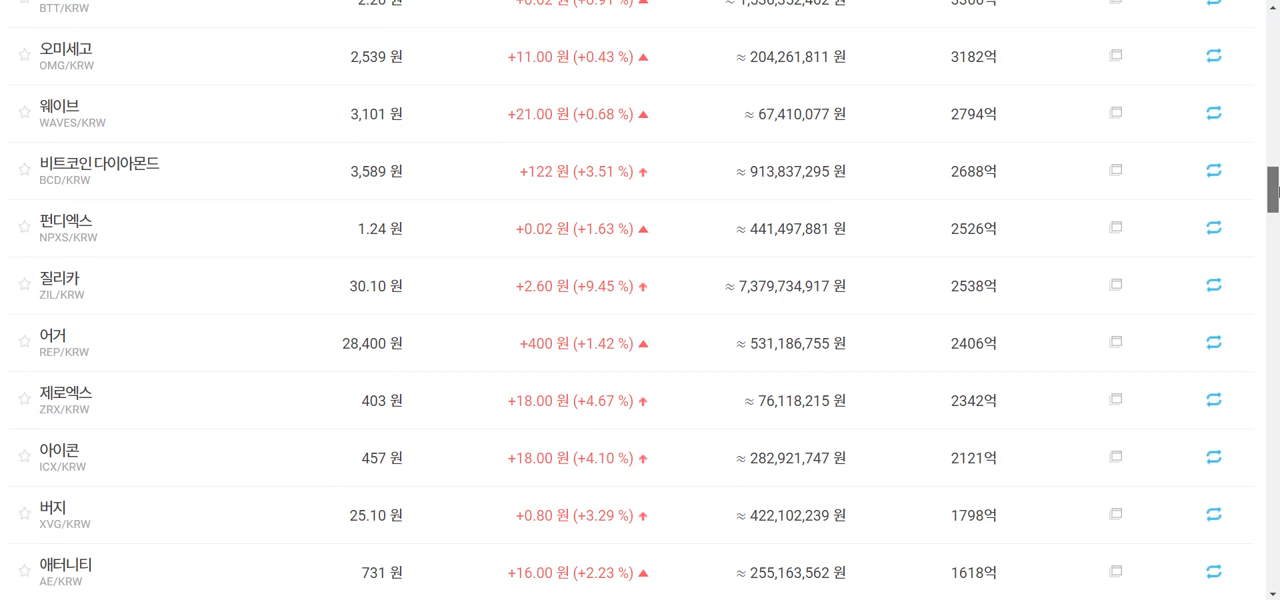 BTT/KRW
오미세고 2,539 원 +11.00 원 (+0.43 %) ≈ 204,261,811 원 3182억
OMG/KRW
웨이브 3,101 원 +21.00 원 (+0.68 %) ≈ 67,410,077 원 2794억
WAVES/KRW
비트코인 다이아몬드 3,589 원 +122 원 (+3.51 %) ≈ 913,837,295 원 2688억
BCD/KRW
펀디엑스 1.24 원 +0.02 원 (+1.63 %) ≈ 441,497,881 원 2526억
NPXS/KRW
질리카 30.10 원 +2.60 원 (+9.45 %) ≈ 7,379,734,917 원 2538억
ZIL/KRW
어거 28,400 원 +400 원 (+1.42 %) ≈ 531,186,755 원 2406억
REP/KRW
제로엑스 403 원 +18.00 원 (+4.67 %) ≈ 76,118,215 원 2342억
ZRX/KRW
아이콘 457 원 +18.00 원 (+4.10 %) ≈ 282,921,747 원 2121억
ICX/KRW
버지 25.10 원 +0.80 원 (+3.29 %) ≈ 422,102,239 원 1798억
XVG/KRW
애터니티 731 원 +16.00 원 (+2.23 %) ≈ 255,163,562 원 1618억
AE/KRW